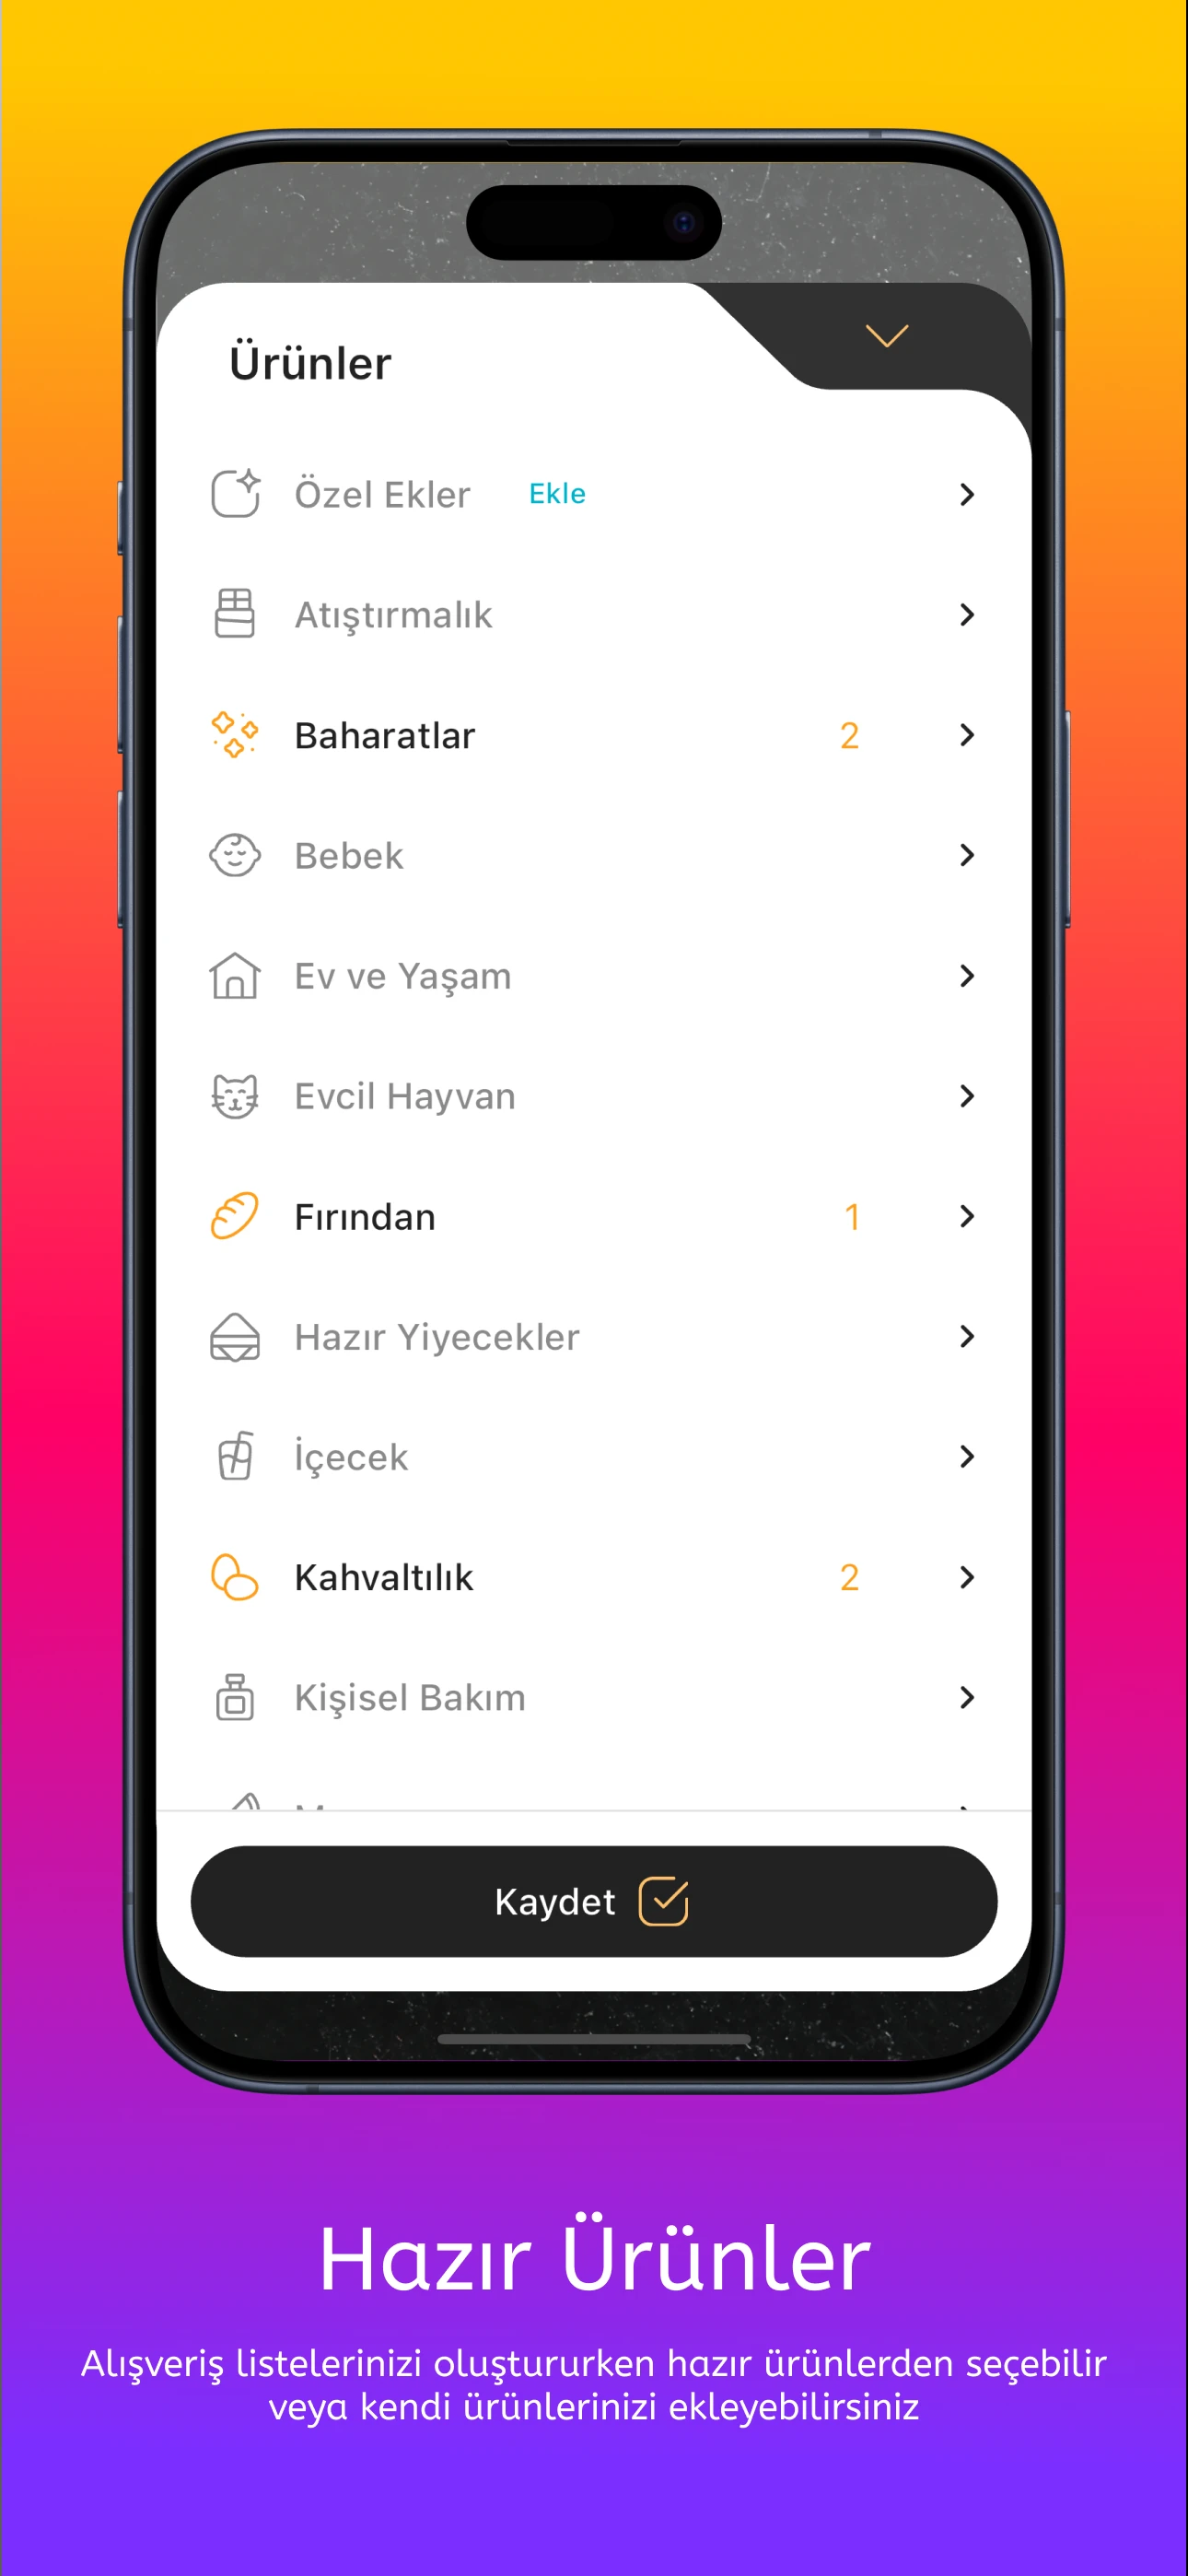 Ürünler
Özel Ekler Ekle
Atıştırmalık
Baharatlar 2
Bebek
Ev ve Yaşam
Evcil Hayvan
Fırından 1
Hazır Yiyecekler
İçecek
Kahvaltılık 2
Kişisel Bakım
Kaydet
Hazır Ürünler
Alışveriş listelerinizi oluştururken hazır ürünlerden seçebilir
veya kendi ürünlerinizi ekleyebilirsiniz